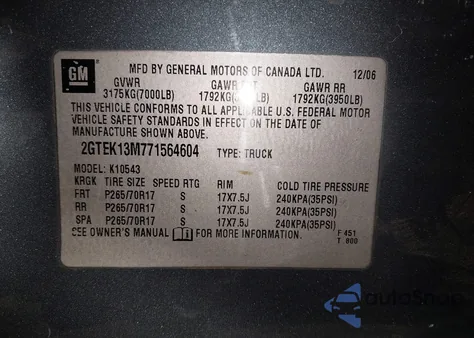 GM
MFD BY GENERAL MOTORS OF CANADA LTD. 12/06
GVWR GAWR GAWR RR
3175KG(7000LB) 1792KG( LB) 1792KG(3950LB)
THIS VEHICLE CONFORMS TO ALL APPLICABLE U.S. FEDERAL MOTOR
VEHICLE SAFETY STANDARDS IN EFFECT ON THE DATE OF
MANUFACTURE SHOWN ABOVE.
2GTEK13M771564604 TYPE: TRUCK
MODEL: K10543
KRGK TIRE SIZE SPEED RTG RIM COLD TIRE PRESSURE
FRT P265/70R17 S 17X7.5J 240KPA(35PSI)
RR P265/70R17 S 17X7.5J 240KPA(35PSI)
SPA P265/70R17 S 17X7.5J 240KPA(35PSI)
SEE OWNER'S MANUAL FOR MORE INFORMATION.
F 451
T 800